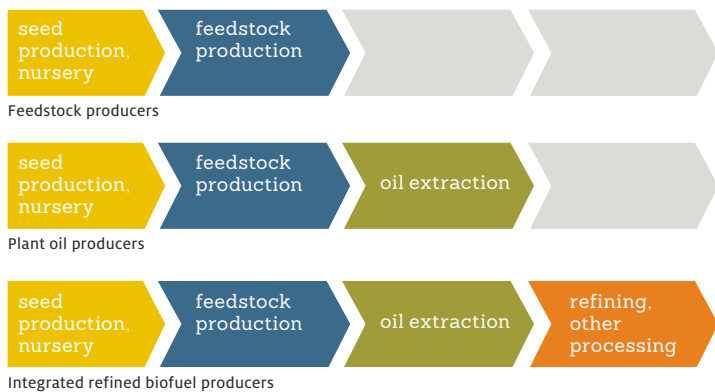 seed
production,
nursery
feedstock
production
Feedstock producers
seed
production,
nursery
feedstock
production
oil extraction
Plant oil producers
seed
production,
nursery
feedstock
production
oil extraction
refining,
other
processing
Integrated refined biofuel producers